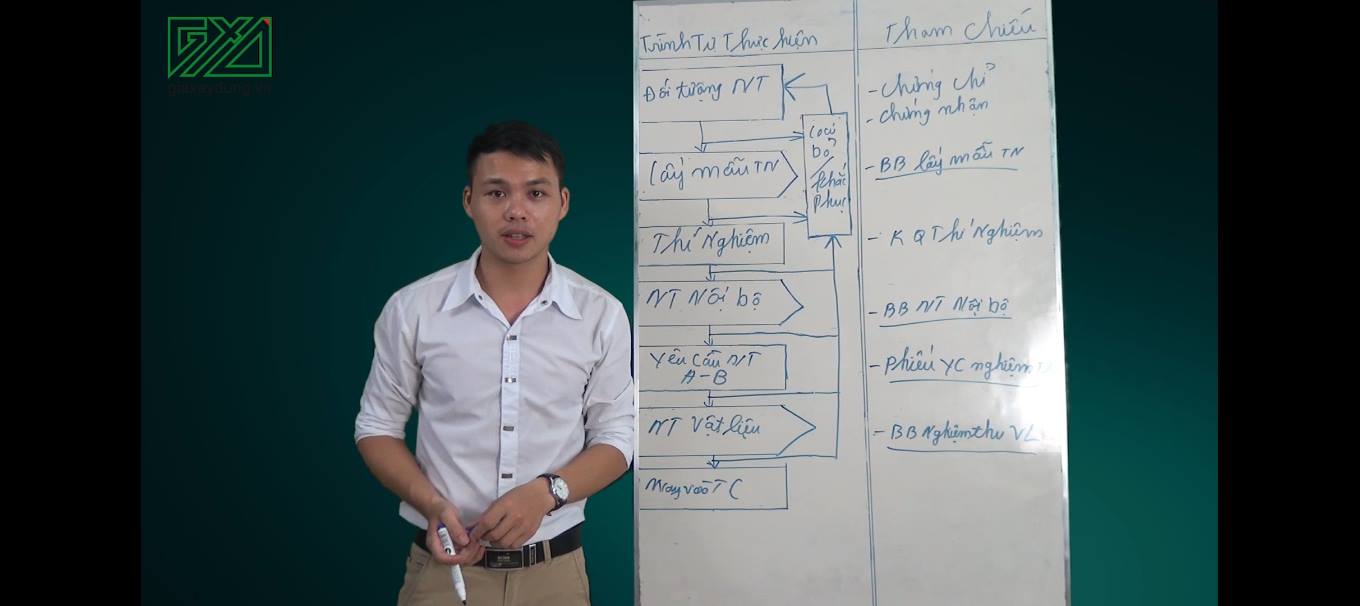 GXD
giaxaydung.vn
Trình Tự Thực hiện
Tham chiếu
Đối tượng NT
Lấy mẫu TN
Thí Nghiệm
NT Nội bộ
Yêu cầu NT
A-B
NT Vật liệu
vào TC
Loại
bỏ/
khắc
phục
- Chứng chỉ
- chứng nhận
- BB lấy mẫu TN
- KQ Thí Nghiệm
- BB NT Nội bộ
- Phiếu YC nghiệm
- BB Nghiệm thu VL